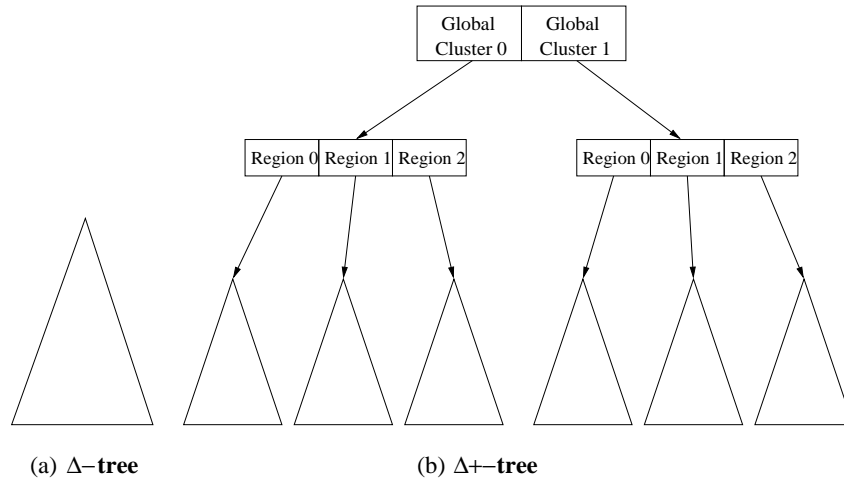 Global Global
Cluster 0 Cluster 1
Region 0 Region 1 Region 2 Region 0 Region 1 Region 2
(a) Δ−tree (b) Δ+−tree